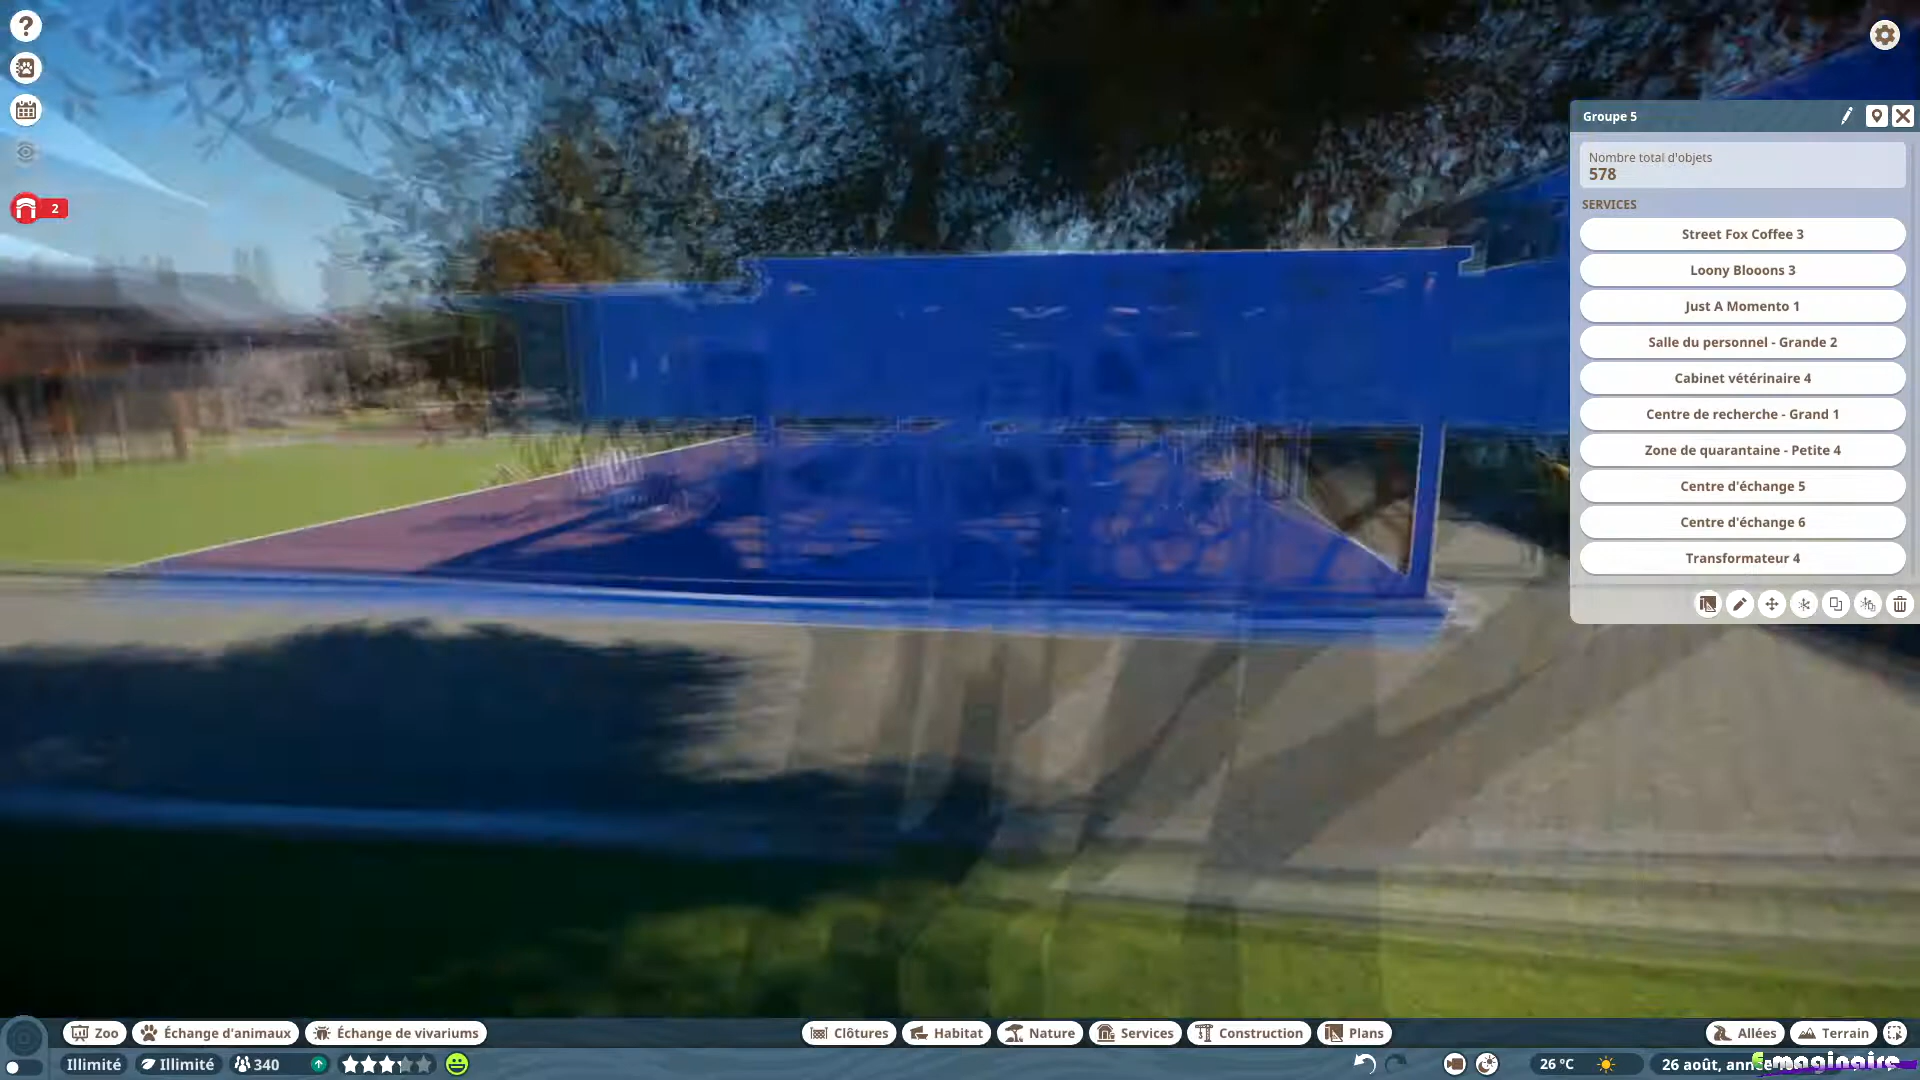 ?
2
Groupe 5
Nombre total d'objets
578
SERVICES
Street Fox Coffee 3
Loony Blooons 3
Just A Momento 1
Salle du personnel - Grande 2
Cabinet vétérinaire 4
Centre de recherche - Grand 1
Zone de quarantaine - Petite 4
Centre d'échange 5
Centre d'échange 6
Transformateur 4
Zoo
Échange d'animaux
Échange de vivariums
Clôtures
Habitat
Nature
Services
Construction
Plans
Allées
Terrain
Illimité
Illimité
340
26 °C
26 août,
Emaginaire